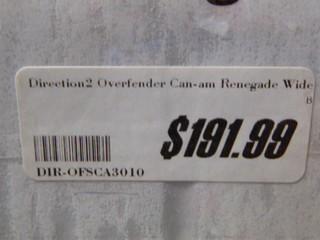 Direction2 Overfender Can-am Renegade Wide
B
$191.99
DIR-OFSCA3010